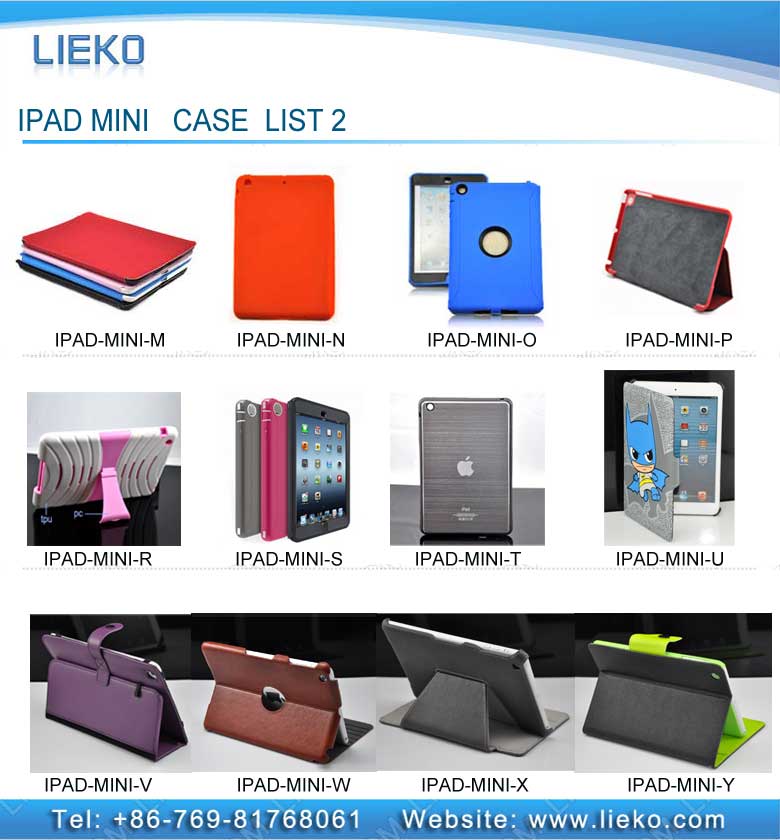 LIEKO
IPAD MINI CASE LIST 2
IPAD-MINI-M IPAD-MINI-N IPAD-MINI-O IPAD-MINI-P
tpu pc
iPad
IPAD-MINI-R IPAD-MINI-S IPAD-MINI-T IPAD-MINI-U
IPAD-MINI-V IPAD-MINI-W IPAD-MINI-X IPAD-MINI-Y
Tel: +86-769-81768061 Website: www.lieko.com